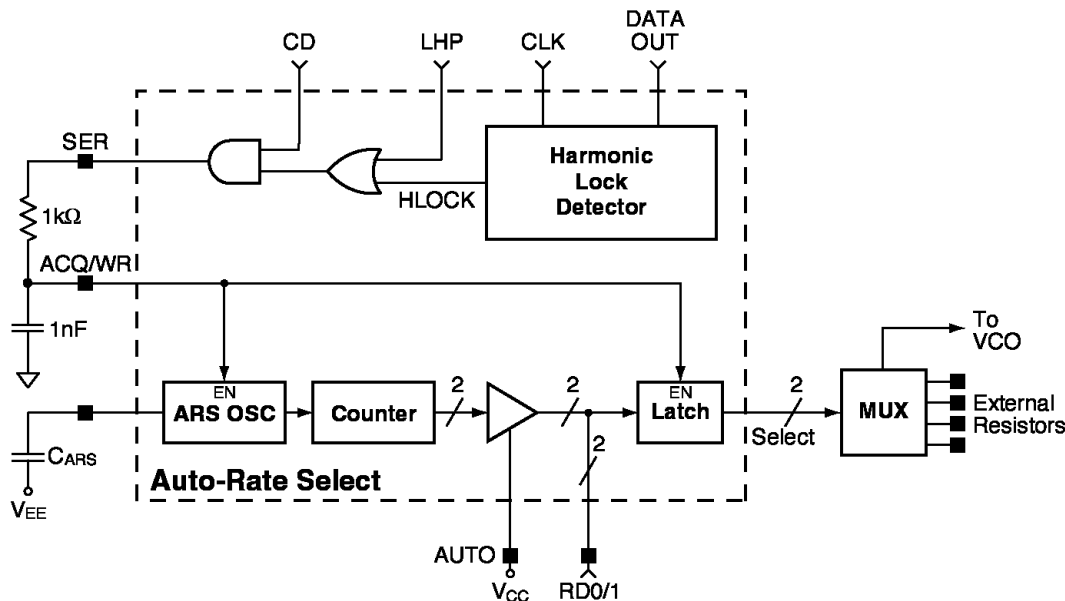 CD
LHP
CLK
DATA
OUT
SER
Harmonic
Lock
Detector
HLOCK
1kΩ
ACQ/WR
1nF
To
VCO
EN
ARS OSC
Counter
2
2
EN
Latch
2
Select
MUX
External
Resistors
2
CARS
VEE
Auto-Rate Select
AUTO
VCC
RD0/1